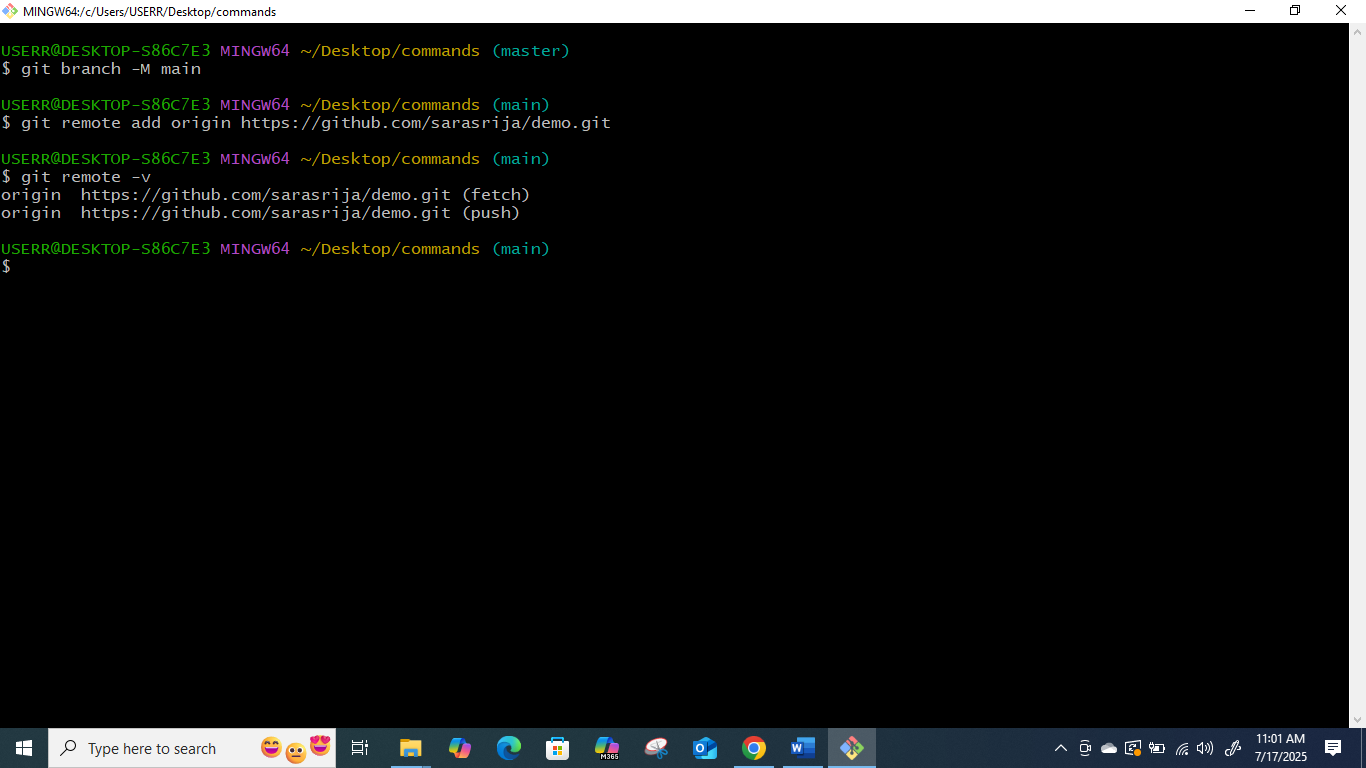 MINGW64:/c/Users/USERR/Desktop/commands
USERR@DESKTOP-S86C7E3 MINGW64 ~/Desktop/commands (master)
$ git branch -M main
USERR@DESKTOP-S86C7E3 MINGW64 ~/Desktop/commands (main)
$ git remote add origin https://github.com/sarasrija/demo.git
USERR@DESKTOP-S86C7E3 MINGW64 ~/Desktop/commands (main)
$ git remote -v
origin  https://github.com/sarasrija/demo.git (fetch)
origin  https://github.com/sarasrija/demo.git (push)
USERR@DESKTOP-S86C7E3 MINGW64 ~/Desktop/commands (main)
$
Type here to search
M365
11:01 AM
7/17/2025